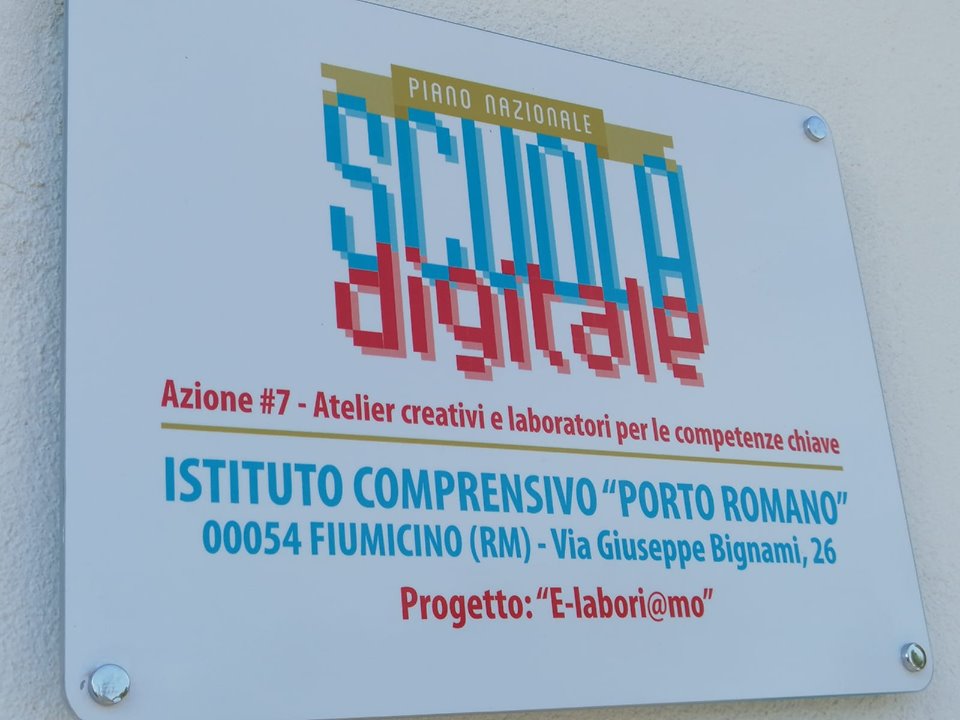 PIANO NAZIONALE
SCUOLA
digitale
Azione #7 - Atelier creativi e laboratori per le competenze chiave
ISTITUTO COMPRENSIVO “PORTO ROMANO”
00054 FIUMICINO (RM) - Via Giuseppe Bignami, 26
Progetto: “E-labori@mo”